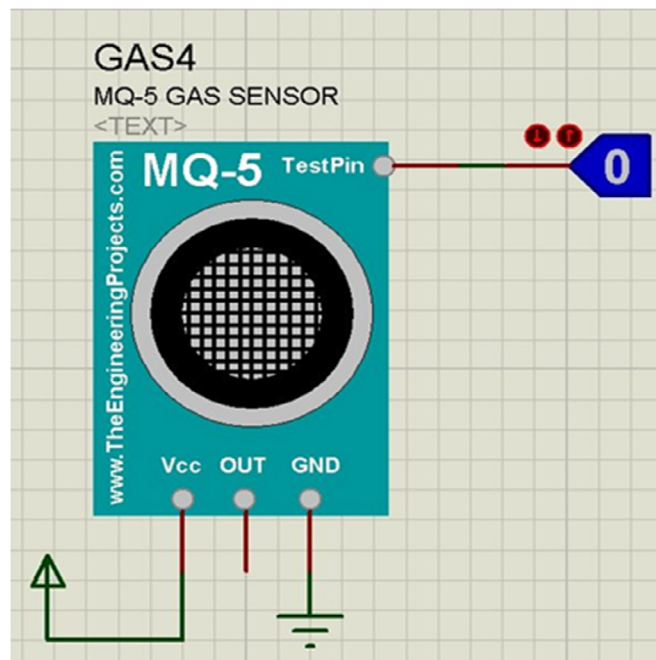 GAS4
MQ-5 GAS SENSOR
<TEXT>
MQ-5 TestPin
0
www.TheEngineeringProjects.com
Vcc OUT GND